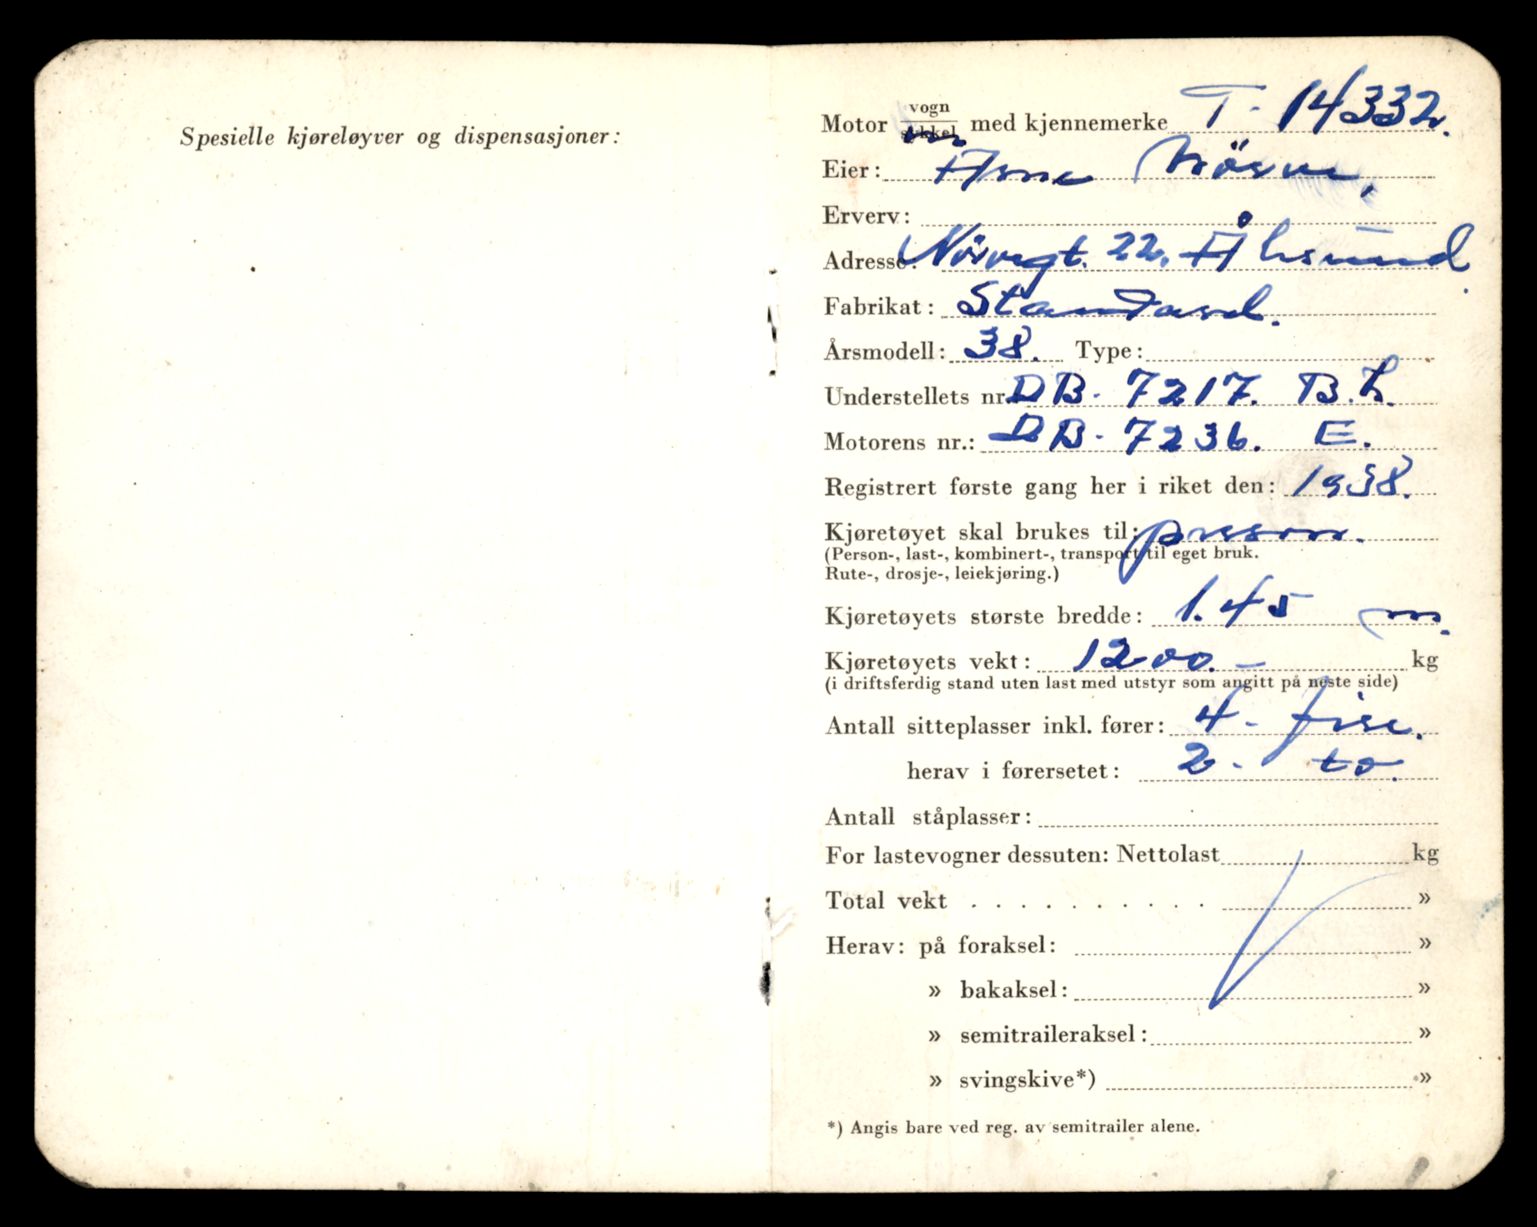 Spesielle kjøreløyver og dispensasjoner:
Motor vogn/sykkel med kjennemerke T- 14332.
Eier: Arne
Erverv:
Adresse: Nörvegt. 22. Ålesund.
Fabrikat: Standard.
Årsmodell: 38. Type:
Understellets nr. DB- 7217. B.L.
Motorens nr.: DB- 7236. E.
Registrert første gang her i riket den: 1938.
Kjøretøyet skal brukes til: person.
(Person-, last-, kombinert-, transport til eget bruk.
Rute-, drosje-, leiekjøring.)
Kjøretøyets største bredde: 1.45 m.
Kjøretøyets vekt: 1200.- kg
(i driftsferdig stand uten last med utstyr som angitt på neste side)
Antall sitteplasser inkl. fører: 4- fire.
herav i førersetet: 2- to.
Antall ståplasser:
For lastevogner dessuten: Nettolast kg
Total vekt . . . . . . . . . . »
Herav: på foraksel: »
» bakaksel: »
» semitraileraksel: »
» svingskive*) »
*) Angis bare ved reg. av semitrailer alene.